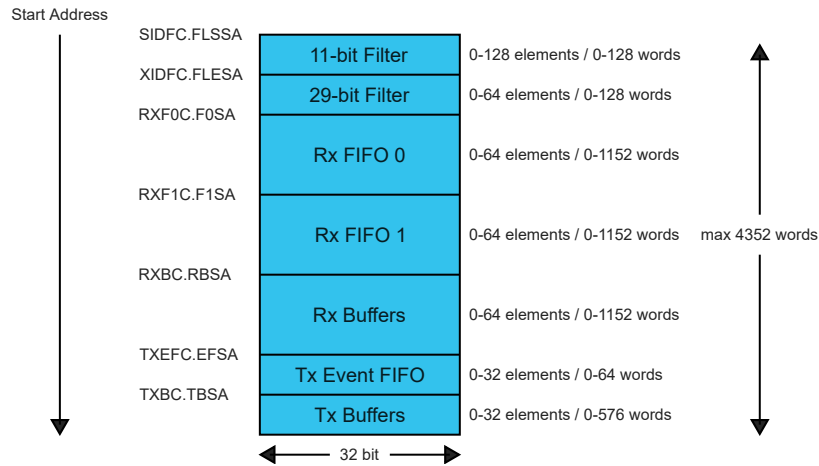 Start Address
SIDFC.FLSSA
11-bit Filter
0-128 elements / 0-128 words
XIDFC.FLESA
29-bit Filter
0-64 elements / 0-128 words
RXF0C.F0SA
Rx FIFO 0
0-64 elements / 0-1152 words
RXF1C.F1SA
Rx FIFO 1
0-64 elements / 0-1152 words
max 4352 words
RXBC.RBSA
Rx Buffers
0-64 elements / 0-1152 words
TXEFC.EFSA
Tx Event FIFO
0-32 elements / 0-64 words
TXBC.TBSA
Tx Buffers
0-32 elements / 0-576 words
32 bit